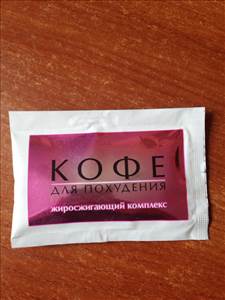 КОФЕ
ДЛЯ ПОХУДЕНИЯ
жиросжигающий комплекс